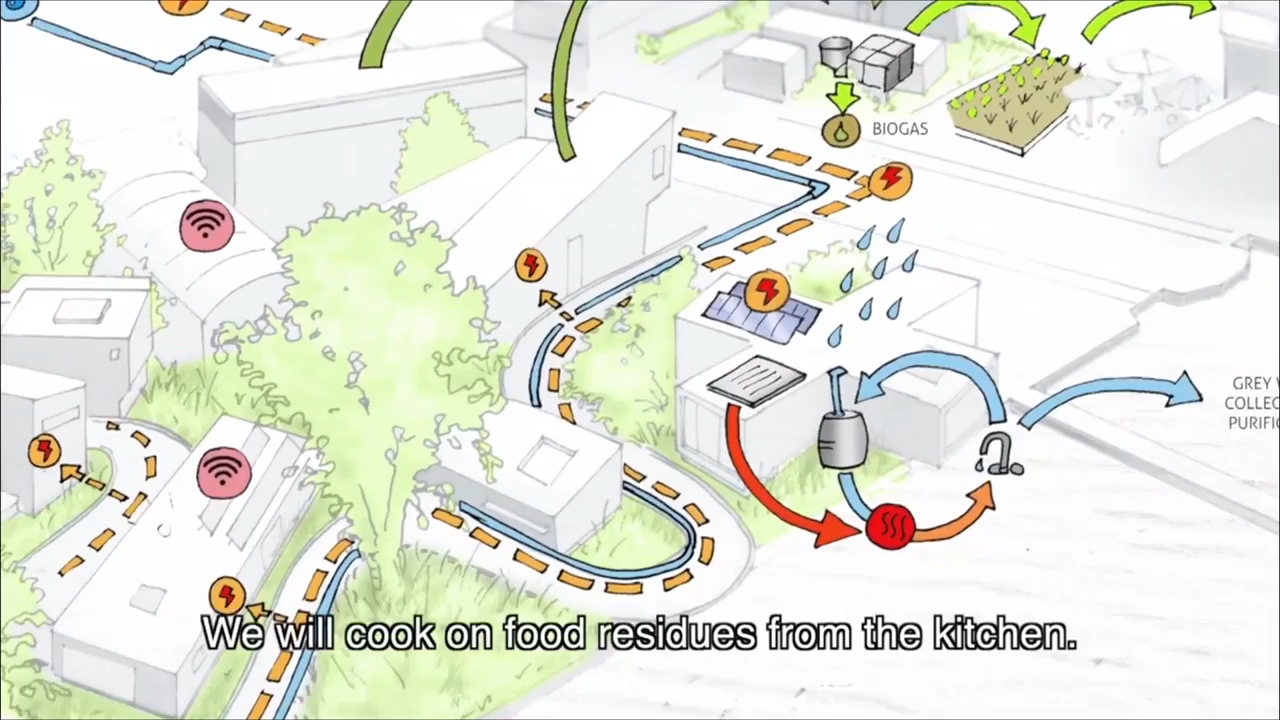 BIOGAS
GREY
COLLEC
PURIFIC
We will cook on food residues from the kitchen.